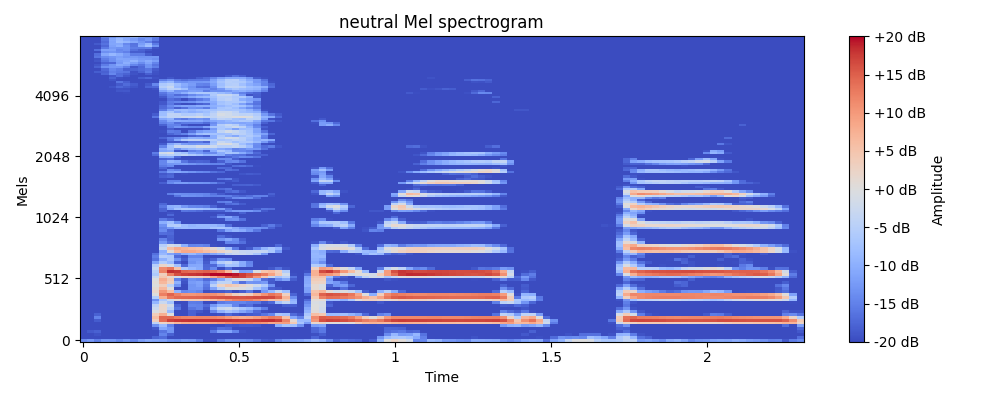 neutral Mel spectrogram
Mels
4096
2048
1024
512
0
0
0.5
1
1.5
2
Time
+20 dB
+15 dB
+10 dB
+5 dB
+0 dB
-5 dB
-10 dB
-15 dB
-20 dB
Amplitude